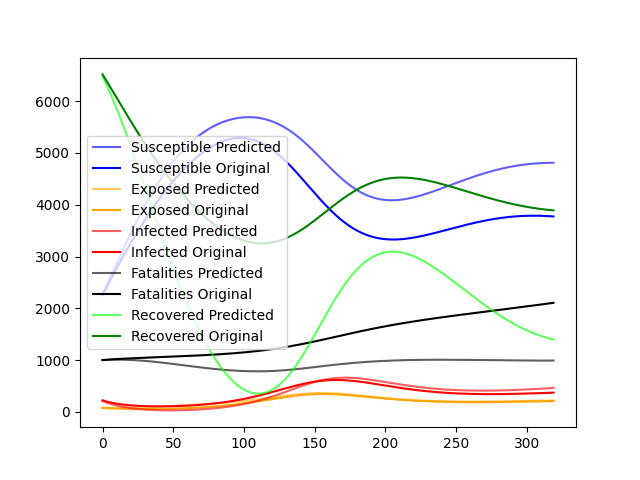 6000
5000
4000
3000
2000
1000
0
Susceptible Predicted
Susceptible Original
Exposed Predicted
Exposed Original
Infected Predicted
Infected Original
Fatalities Predicted
Fatalities Original
Recovered Predicted
Recovered Original
0 50 100 150 200 250 300